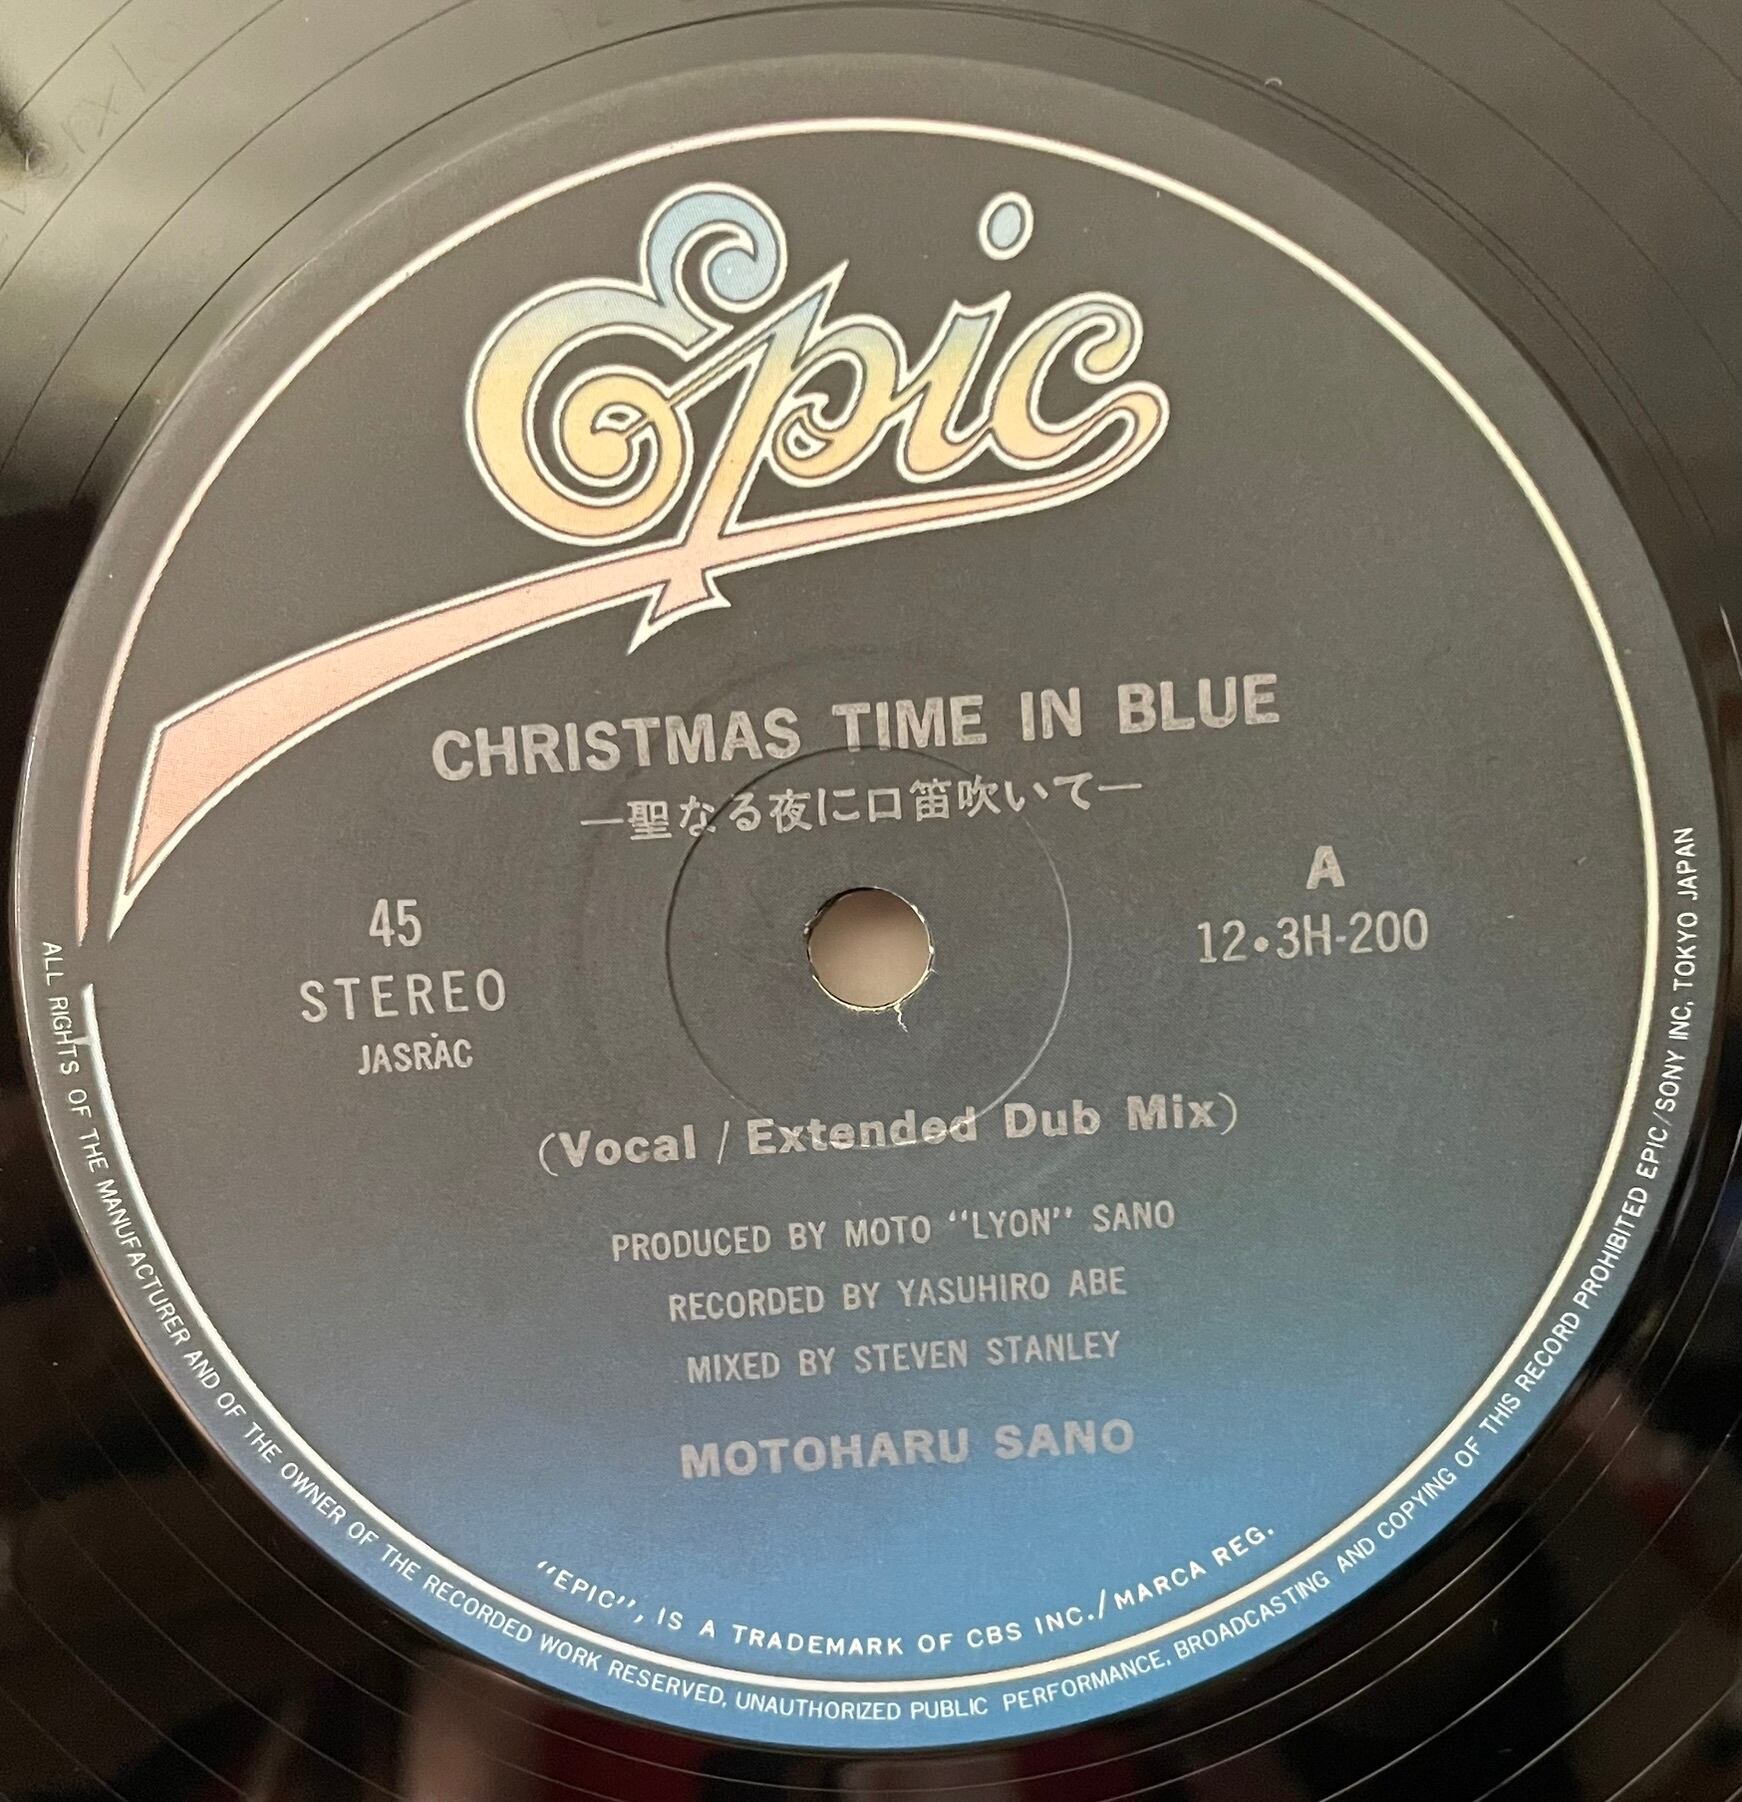 Epic
CHRISTMAS TIME IN BLUE
—聖なる夜に口笛吹いて—
45
STEREO
JASRAC
A
12•3H-200
(Vocal / Extended Dub Mix)
PRODUCED BY MOTO “LYON” SANO
RECORDED BY YASUHIRO ABE
MIXED BY STEVEN STANLEY
MOTOHARU SANO
“EPIC”, IS A TRADEMARK OF CBS INC./MARCA REG.
ALL RIGHTS OF THE MANUFACTURER AND OF THE OWNER OF THE RECORDED WORK RESERVED. UNAUTHORIZED PUBLIC PERFORMANCE, BROADCASTING AND COPYING OF THIS RECORD PROHIBITED EPIC/SONY INC, TOKYO JAPAN